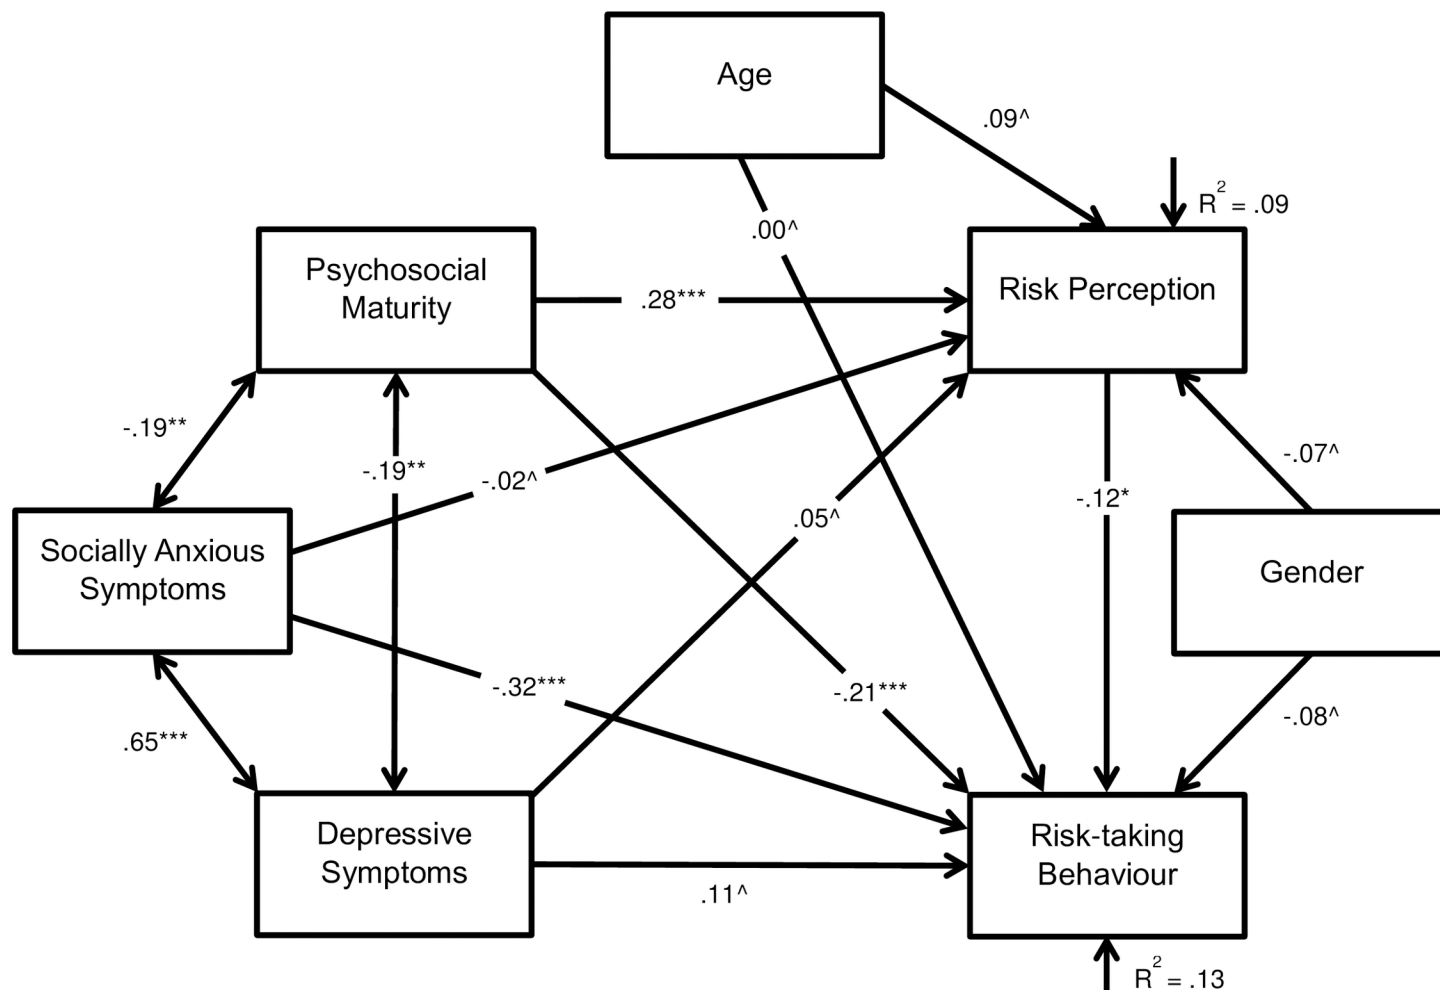 Age
.09^
R² = .09
.00^
Psychosocial
Maturity
.28***
Risk Perception
-.19**
-.19**
-.02^
.05^
-.12*
-.07^
Socially Anxious
Symptoms
Gender
-.32***
-.21***
-.08^
.65***
Depressive
Symptoms
.11^
Risk-taking
Behaviour
R² = .13